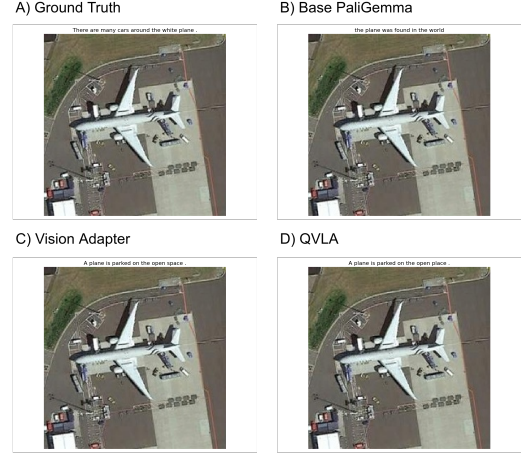 A) Ground Truth
There are many cars around the white plane .
B) Base PaliGemma
the plane was found in the world
C) Vision Adapter
A plane is parked on the open space .
D) QVLA
A plane is parked on the open place .